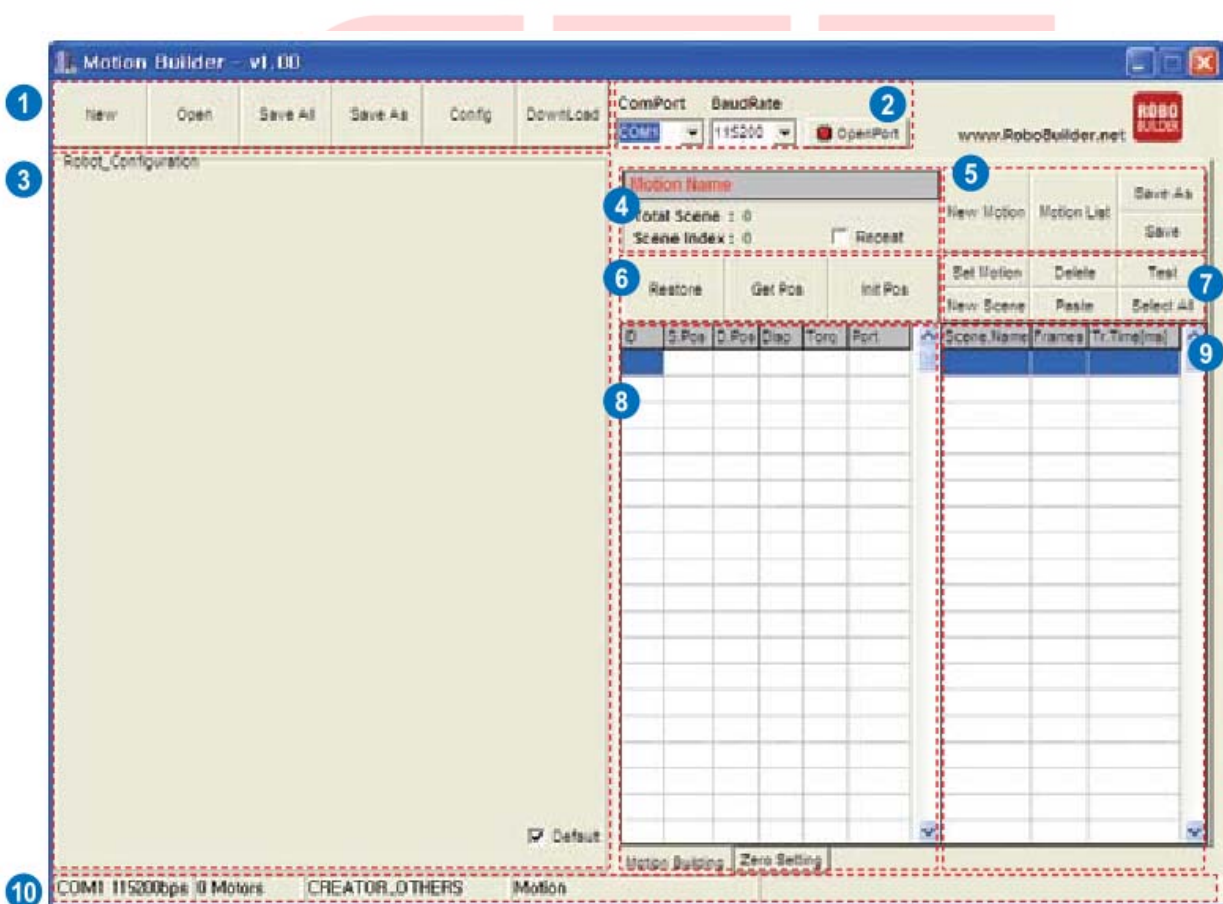 Motion Builder - v1.00
1
New Open Save All Save As Config DownLoad
ComPort BaudRate
COM1 115200 OpenPort
2
www.RoboBuilder.net
ROBO
BUILDER
3
Robot_Configuration
Motion Name
4
Total Scene : 0
Scene Index : 0
Repeat
5
New Motion Motion List Save As
Save
6
Restore Get Pos Init Pos
Set Motion Delete Test
7
New Scene Paste Select All
ID S.Pos D.Pos Disp Torq Port
Scene.Name Frames Tr.Time[ms]
8
9
Default
Motion Building Zero Setting
10
COM1 115200bps 0 Motors CREATOR_OTHERS Motion